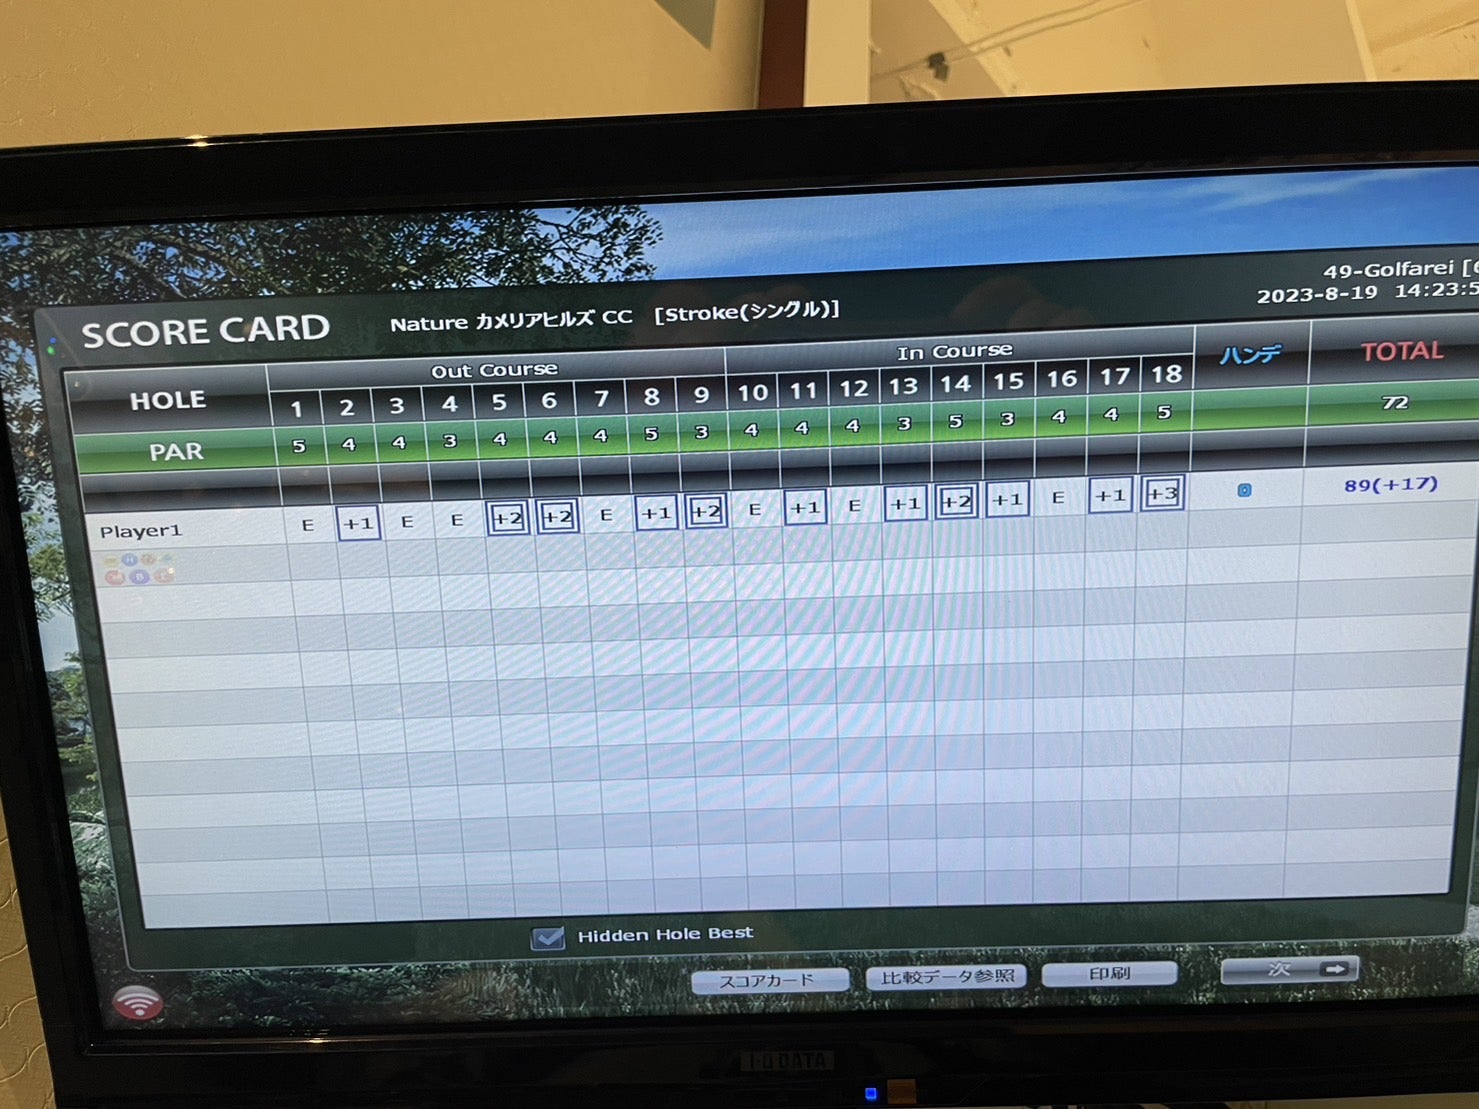 49-Golfarei [
2023-8-19 14:23:5
SCORE CARD Nature カメリアヒルズ CC [Stroke(シングル)]
HOLE Out Course In Course ハンデ TOTAL
1 2 3 4 5 6 7 8 9 10 11 12 13 14 15 16 17 18
PAR 5 4 4 3 4 4 4 5 3 4 4 4 3 5 3 4 4 5 72
Player1 E +1 E E +2 +2 E +1 +2 E +1 E +1 +2 +1 E +1 +3 0 89(+17)
Hidden Hole Best
スコアカード 比較データ参照 印刷 次
I-O DATA